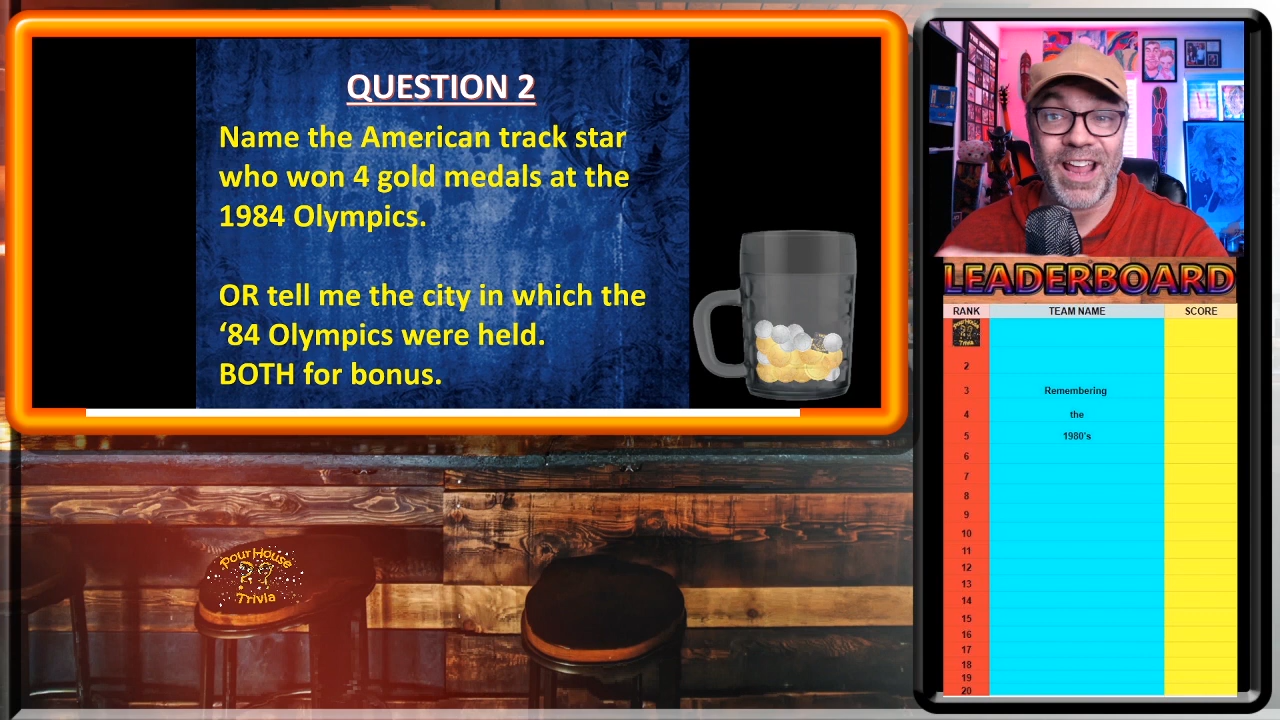 QUESTION 2
Name the American track star
who won 4 gold medals at the
1984 Olympics.
OR tell me the city in which the
‘84 Olympics were held.
BOTH for bonus.
LEADERBOARD
RANK TEAM NAME SCORE
PourHouse
Trivia
2
3 Remembering
4 the
5 1980's
6
7
8
9
10
11
12
13
14
15
16
17
18
19
20
PourHouse
Trivia